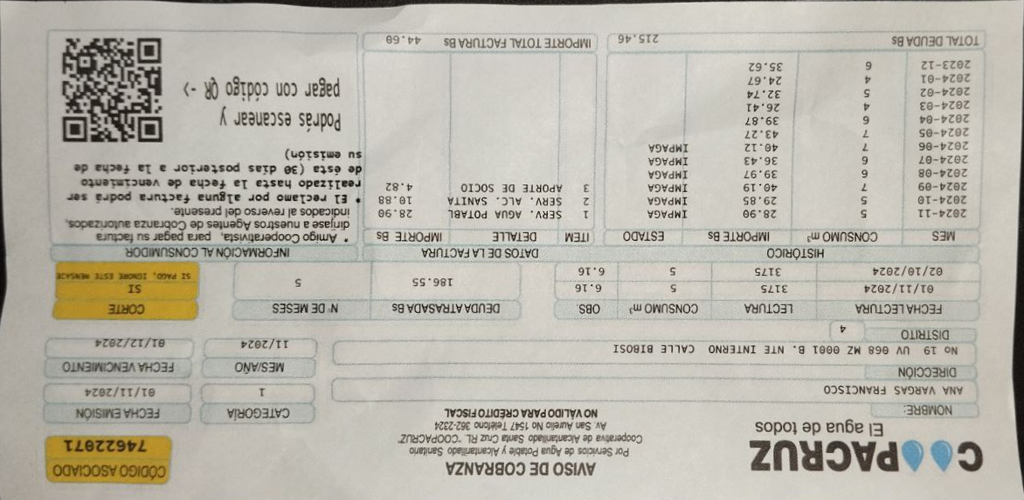 COOPACRUZ
El agua de todos
AVISO DE COBRANZA
Por Servicios de Agua Potable y Alcantarillado Sanitario
Cooperativa de Alcantarillado Santa Cruz RL "COOPACRUZ"
Av. San Aurelio No 1547 Teléfono 362-2324
NO VALIDO PARA CRÉDITO FISCAL
CÓDIGO ASOCIADO
74622071
NOMBRE:
ANA VARGAS FRANCISCO
CATEGORÍA
1
FECHA EMISIÓN
01/11/2024
DIRECCIÓN
No 19 UV 068 MZ 0001 B. NTE INTERNO CALLE BIBOSI
MES/AÑO
11/2024
FECHA VENCIMIENTO
01/12/2024
DISTRITO
4
FECHA LECTURA LECTURA CONSUMO m³ OBS
01/11/2024 3175 5 6.16
02/10/2024 3175 5 6.16
DEUDA ATRASADA Bs N° DE MESES
186.55 5
CORTE
SI
SI PAGO, IGNORE ESTE MENSAJE
HISTÓRICO
MES CONSUMO m³ IMPORTE Bs ESTADO
2024-11 5 28.90 IMPAGA
2024-10 5 29.85 IMPAGA
2024-09 7 40.19 IMPAGA
2024-08 6 39.97 IMPAGA
2024-07 6 36.43 IMPAGA
2024-06 7 40.12 IMPAGA
2024-05 7 43.27
2024-04 6 39.87
2024-03 4 26.41
2024-02 5 32.74
2024-01 4 24.67
2023-12 6 35.62
TOTAL DEUDA Bs 215.46
DATOS DE LA FACTURA
ITEM DETALLE IMPORTE Bs
1 SERV. AGUA POTABL 28.90
2 SERV. ALC. SANITA 10.88
3 APORTE DE SOCIO 4.82
IMPORTE TOTAL FACTURA Bs 44.60
INFORMACIÓN AL CONSUMIDOR
* Amigo Cooperativista, para pagar su factura
dirijase a nuestros Agentes de Cobranza autorizados,
indicados al reverso del presente.
* El reclamo por alguna factura podrá ser
realizado hasta la fecha de vencimiento
de ésta (30 días posterior a la fecha de
su emisión)
Podrás escanear y
pagar con código QR ->